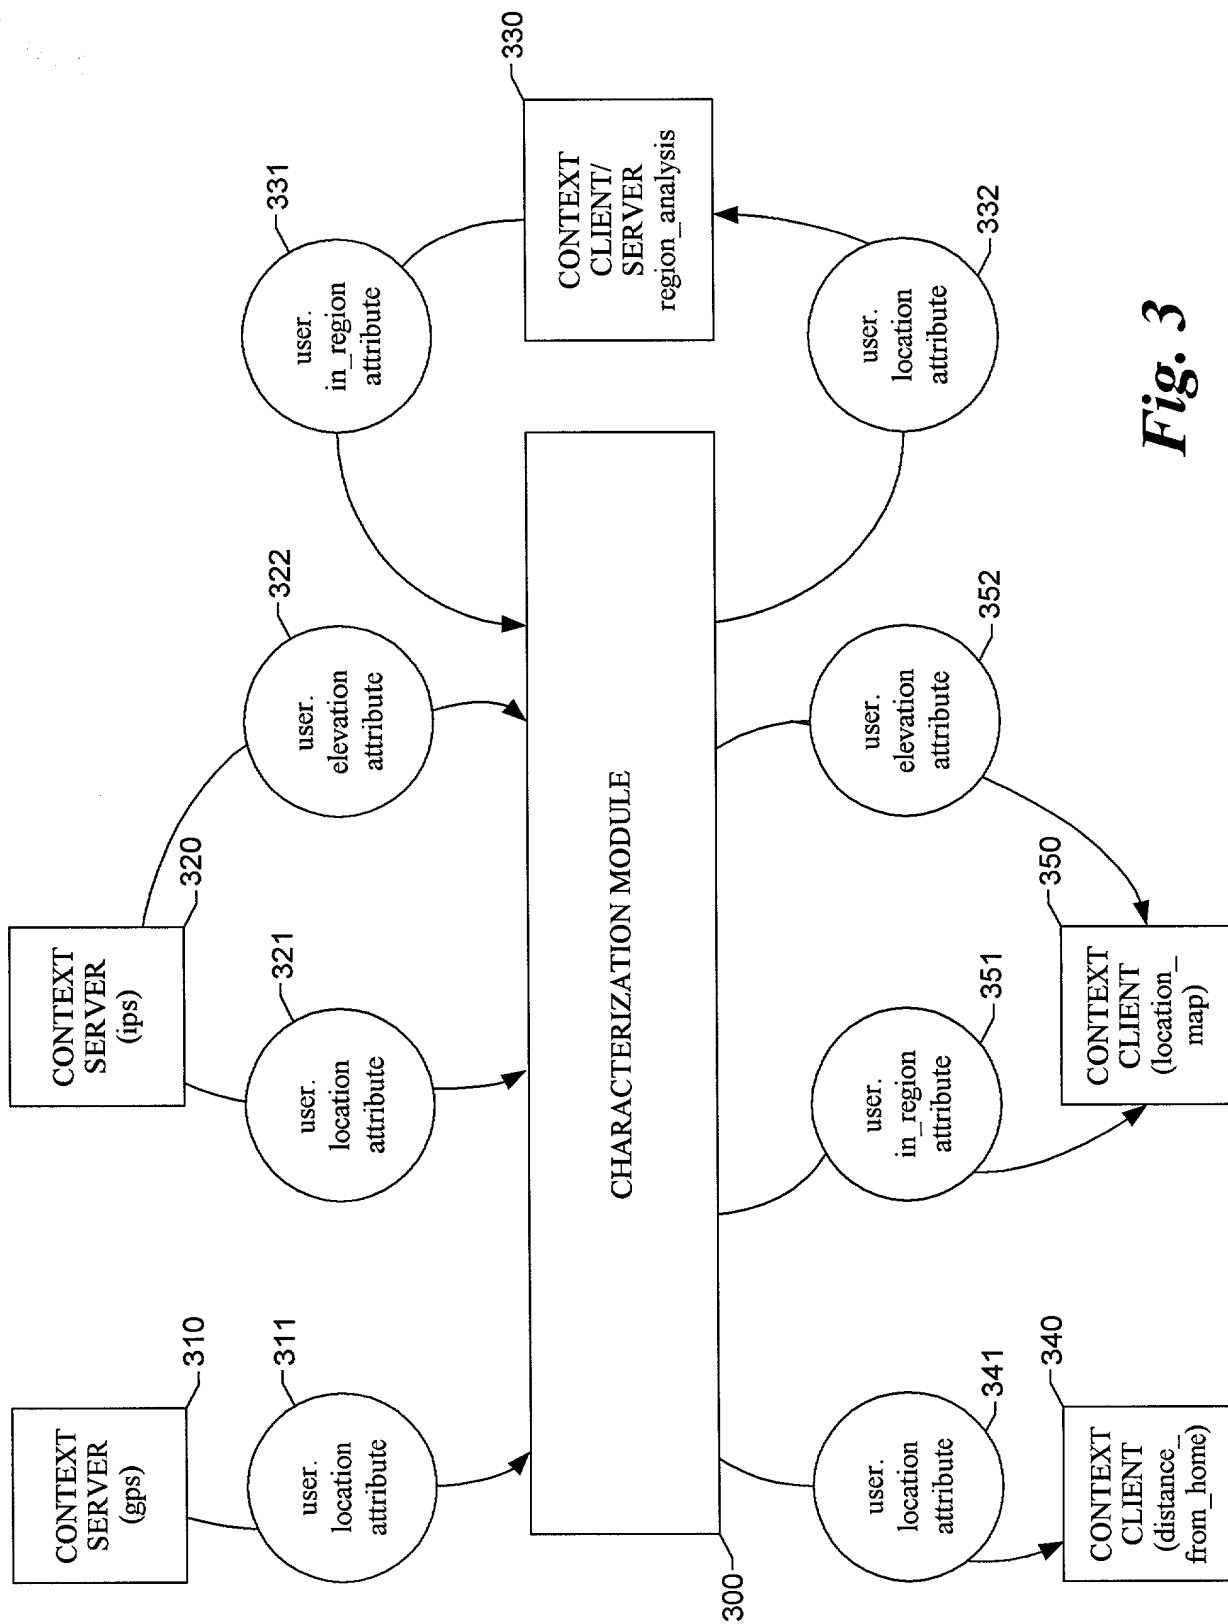 CONTEXT
SERVER
(gps)
310
CONTEXT
SERVER
(ips)
320
user.
location
attribute
311
user.
location
attribute
321
user.
elevation
attribute
322
user.
in_region
attribute
331
CHARACTERIZATION MODULE
300
CONTEXT
CLIENT/
SERVER
region_analysis
330
user.
location
attribute
341
user.
in_region
attribute
351
user.
elevation
attribute
352
user.
location
attribute
332
CONTEXT
CLIENT
(distance_
from_home)
340
CONTEXT
CLIENT
(location_
map)
350
Fig. 3